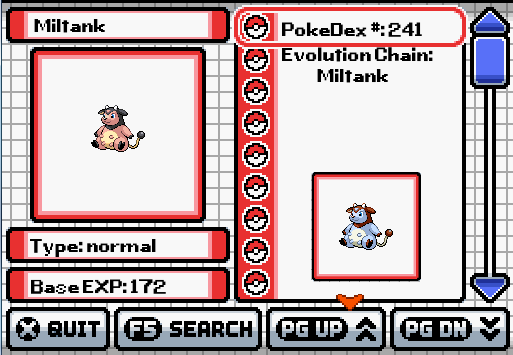 Miltank
PokeDex #:241
Evolution Chain:
Miltank
Type: normal
Base EXP:172
X QUIT
F5 SEARCH
PG UP
PG DN